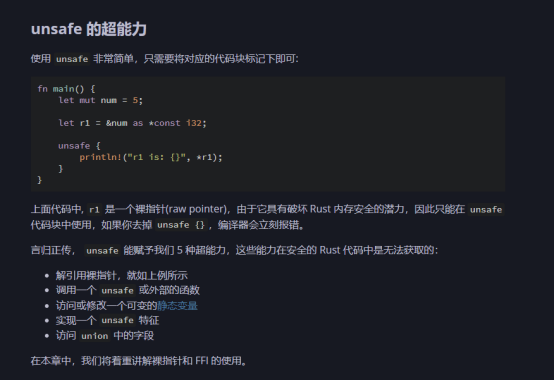 unsafe 的超能力
使用 unsafe 非常简单，只需要将对应的代码块标记下即可：
fn main() {
    let mut num = 5;

    let r1 = &num as *const i32;

    unsafe {
        println!("r1 is: {}", *r1);
    }
}
上面代码中, r1 是一个裸指针(raw pointer)，由于它具有破坏 Rust 内存安全的潜力，因此只能在 unsafe
代码块中使用，如果你去掉 unsafe {}，编译器会立刻报错。
言归正传， unsafe 能赋予我们 5 种超能力，这些能力在安全的 Rust 代码中是无法获取的：
• 解引用裸指针，就如上例所示
• 调用一个 unsafe 或外部的函数
• 访问或修改一个可变的静态变量
• 实现一个 unsafe 特征
• 访问 union 中的字段
在本章中，我们将着重讲解裸指针和 FFI 的使用。